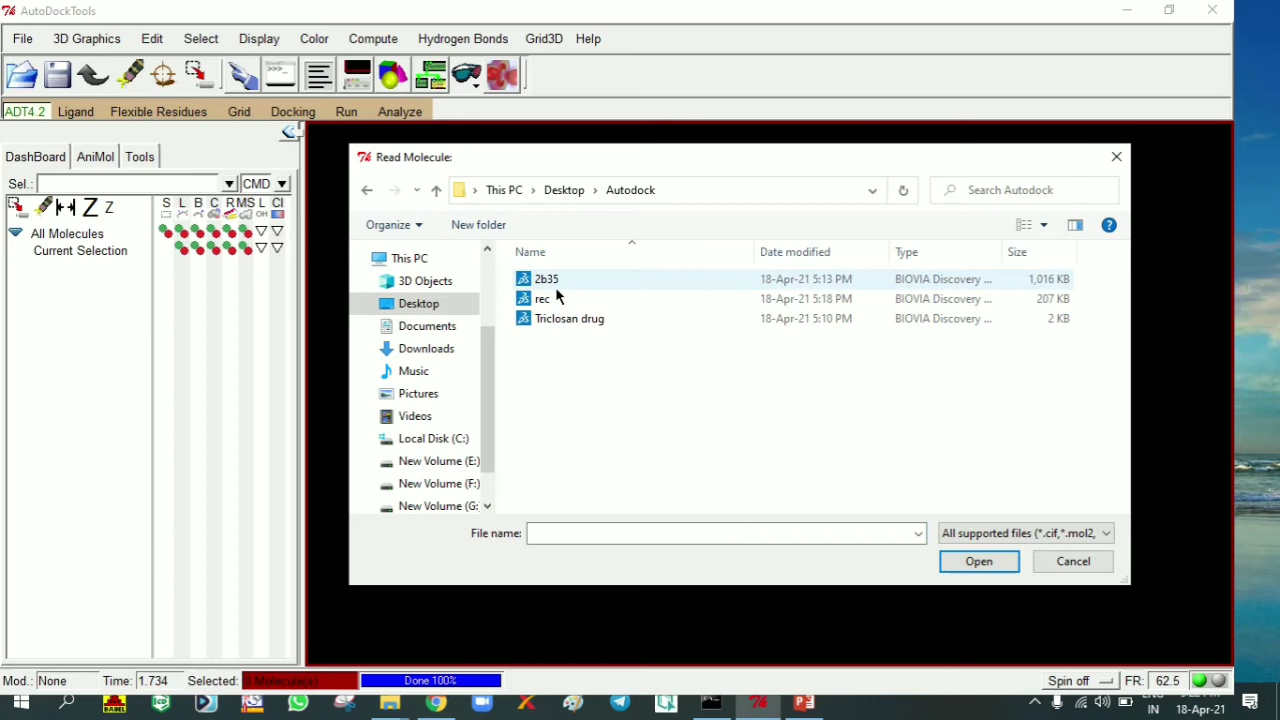 AutoDockTools
File 3D Graphics Edit Select Display Color Compute Hydrogen Bonds Grid3D Help
ADT4.2 Ligand Flexible Residues Grid Docking Run Analyze
DashBoard AniMol Tools
Sel.: CMD
S L B C R MS L Cl
Z Z
All Molecules
Current Selection
Read Molecule:
This PC Desktop Autodock Search Autodock
Organize New folder
Name Date modified Type Size
This PC
3D Objects
Desktop
Documents
Downloads
Music
Pictures
Videos
Local Disk (C:)
New Volume (E:)
New Volume (F:)
New Volume (G:
2b35 18-Apr-21 5:13 PM BIOVIA Discovery ... 1,016 KB
rec 18-Apr-21 5:18 PM BIOVIA Discovery ... 207 KB
Triclosan drug 18-Apr-21 5:10 PM BIOVIA Discovery ... 2 KB
File name: All supported files (*.cif,*.mol2,
Open Cancel
Mod.: None Time: 1.734 Selected: Done 100% Spin off FR: 62.5
BABEL
IN 18-Apr-21